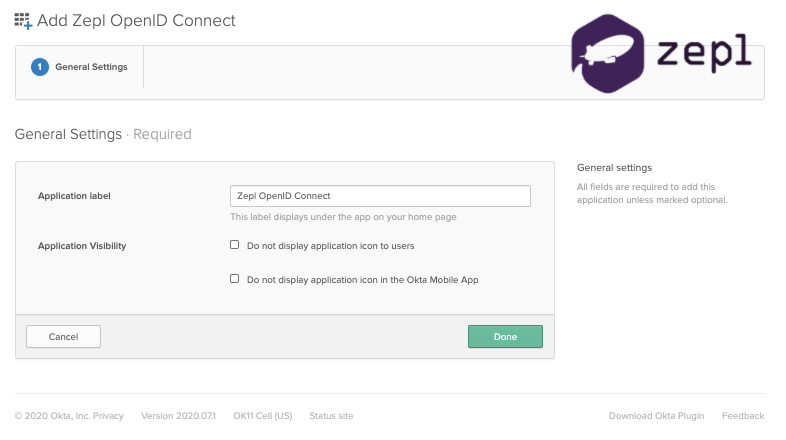 Add Zepl OpenID Connect
zepl
1 General Settings
General Settings · Required
General settings
All fields are required to add this
application unless marked optional.
Application label
Zepl OpenID Connect
This label displays under the app on your home page
Application Visibility
Do not display application icon to users
Do not display application icon in the Okta Mobile App
Cancel
Done
© 2020 Okta, Inc. Privacy Version 2020.07.1 OK11 Cell (US) Status site Download Okta Plugin Feedback